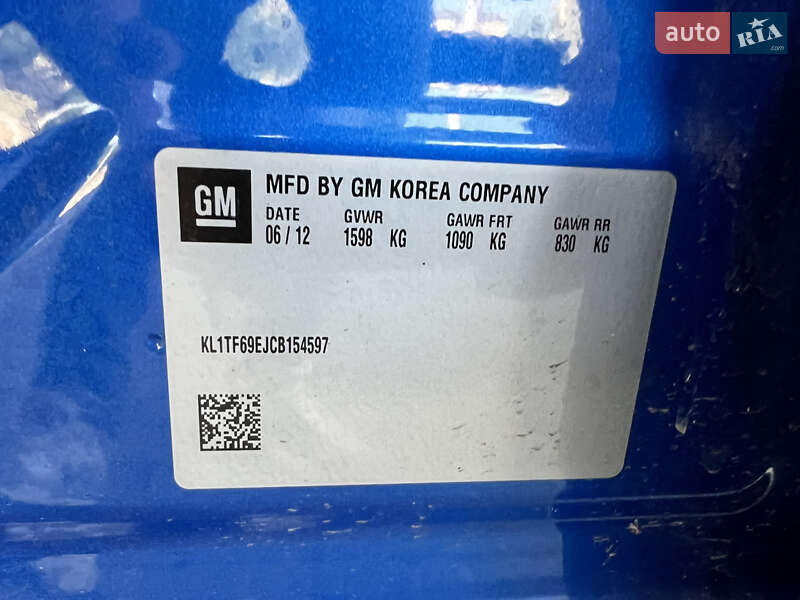 auto RIA .com
GM MFD BY GM KOREA COMPANY
DATE GVWR GAWR FRT GAWR RR
06 / 12 1598 KG 1090 KG 830 KG
KL1TF69EJCB154597